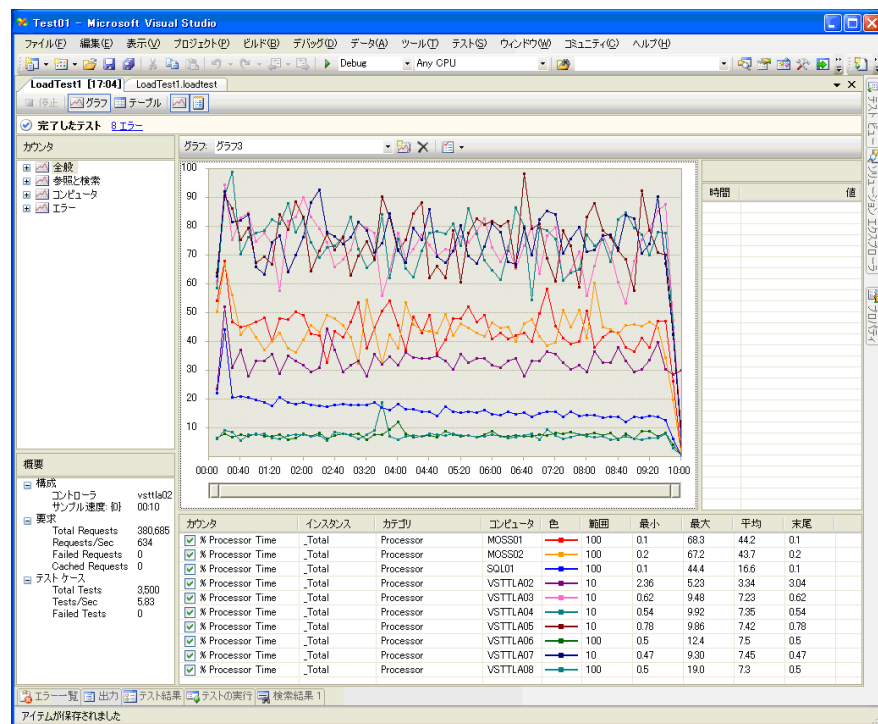 Test01 - Microsoft Visual Studio
ファイル(F) 編集(E) 表示(V) プロジェクト(P) ビルド(B) デバッグ(D) データ(A) ツール(T) テスト(S) ウィンドウ(W) コミュニティ(C) ヘルプ(H)
Debug Any CPU
LoadTest1 [17:04] LoadTest1.loadtest
停止 グラフ テーブル
完了したテスト 8 エラー
カウンタ
全般
参照と検索
コンピュータ
エラー
グラフ: グラフ3
100
90
80
70
60
50
40
30
20
10
00:00 00:40 01:20 02:00 02:40 03:20 04:00 04:40 05:20 06:00 06:40 07:20 08:00 08:40 09:20 10:00
時間 値
テスト ビュー
ソリューション エクスプローラ
プロパティ
概要
構成
コントローラ vsttla02
サンプル速度: 00:10
要求
Total Requests 380,685
Requests/Sec 634
Failed Requests 0
Cached Requests 0
テスト ケース
Total Tests 3,500
Tests/Sec 5.83
Failed Tests 0
カウンタ インスタンス カテゴリ コンピュータ 色 範囲 最小 最大 平均 末尾
% Processor Time _Total Processor MOSS01 100 0.1 68.3 44.2 0.1
% Processor Time _Total Processor MOSS02 100 0.2 67.2 43.7 0.2
% Processor Time _Total Processor SQL01 100 0.1 44.4 16.6 0.1
% Processor Time _Total Processor VSTTLA02 10 2.36 5.23 3.34 3.04
% Processor Time _Total Processor VSTTLA03 10 0.62 9.48 7.23 0.62
% Processor Time _Total Processor VSTTLA04 10 0.54 9.92 7.35 0.54
% Processor Time _Total Processor VSTTLA05 10 0.78 9.86 7.42 0.78
% Processor Time _Total Processor VSTTLA06 100 0.5 12.4 7.5 0.5
% Processor Time _Total Processor VSTTLA07 10 0.47 9.30 7.45 0.47
% Processor Time _Total Processor VSTTLA08 100 0.5 19.0 7.3 0.5
エラー一覧 出力 テスト結果 テストの実行 検索結果 1
アイテムが保存されました